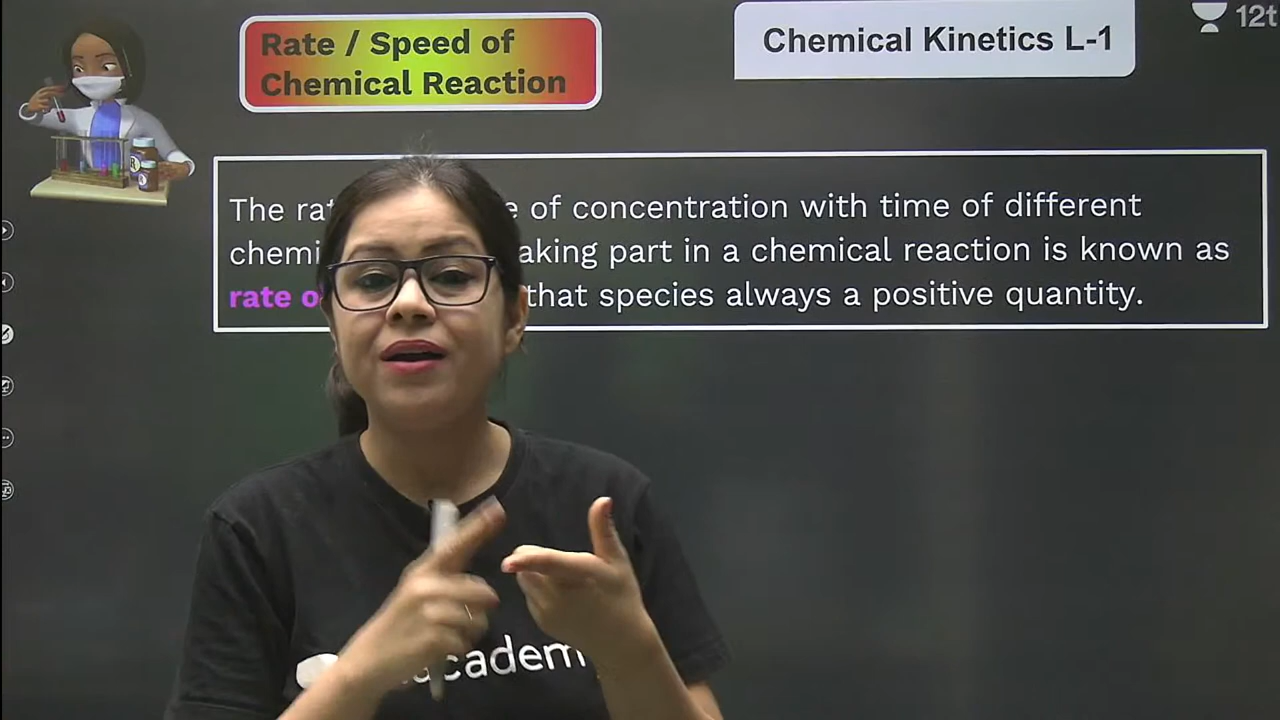 Rate / Speed of
Chemical Reaction
Chemical Kinetics L-1
12t
The e of concentration with time of different
chemi aking part in a chemical reaction is known as
rate o that species always a positive quantity.
academ